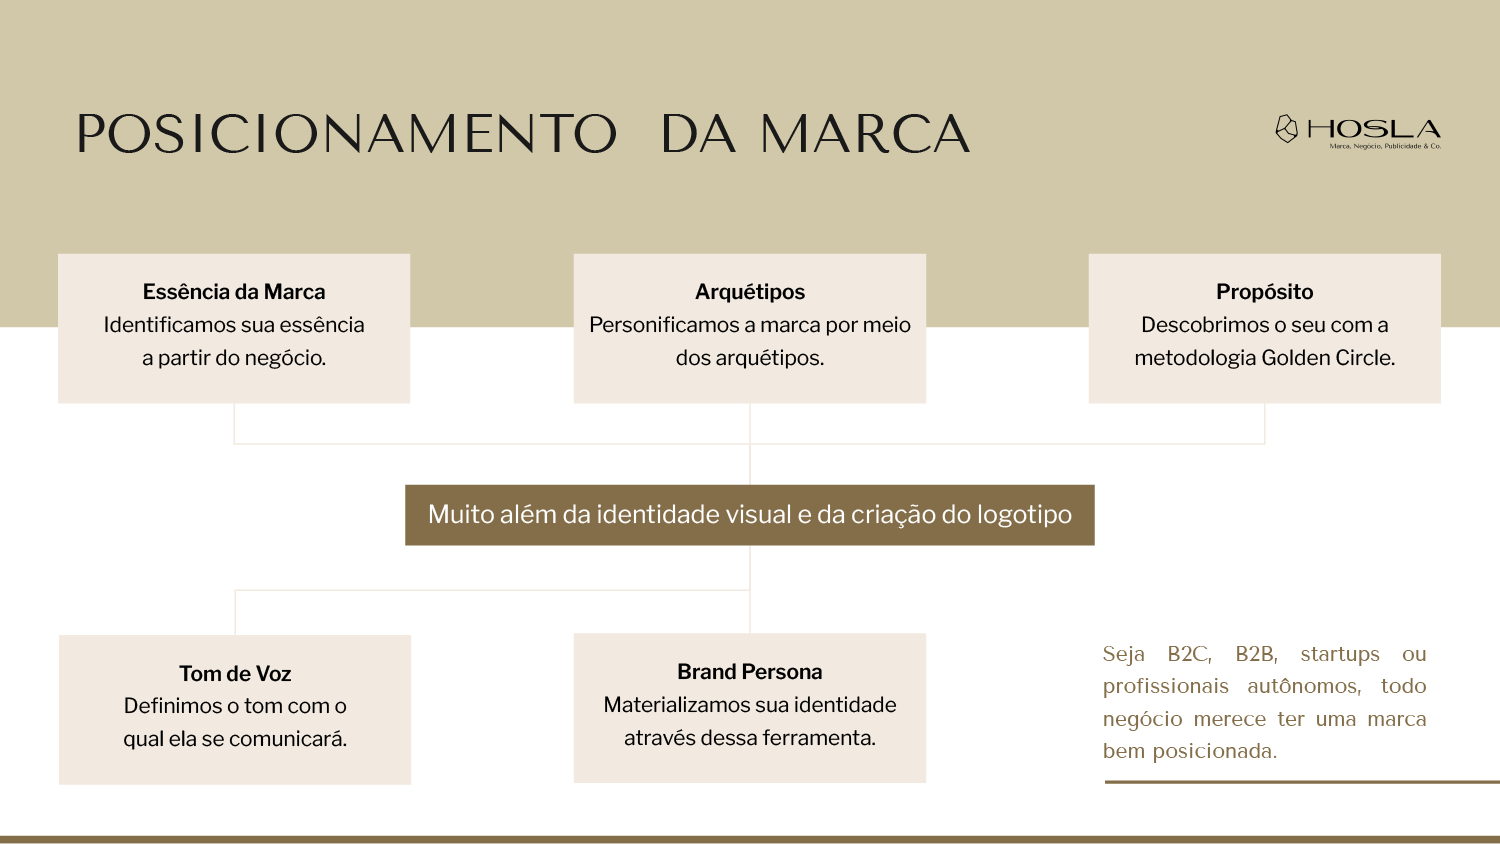 POSICIONAMENTO DA MARCA
HOSLA
Marca, Negócio, Publicidade & Co.
Essência da Marca
Identificamos sua essência
a partir do negócio.
Arquétipos
Personificamos a marca por meio
dos arquétipos.
Propósito
Descobrimos o seu com a
metodologia Golden Circle.
Muito além da identidade visual e da criação do logotipo
Tom de Voz
Definimos o tom com o
qual ela se comunicará.
Brand Persona
Materializamos sua identidade
através dessa ferramenta.
Seja B2C, B2B, startups ou
profissionais autônomos, todo
negócio merece ter uma marca
bem posicionada.